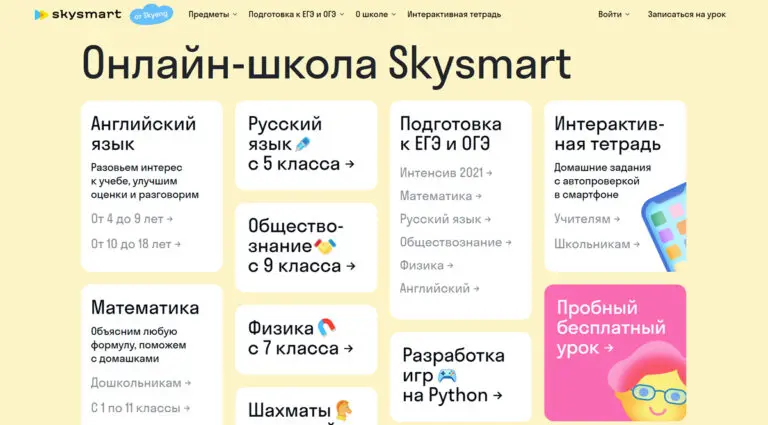 skysmart
от Skyeng
Предметы
Подготовка к ЕГЭ и ОГЭ
О школе
Интерактивная тетрадь
Войти
Записаться на урок
Онлайн-школа Skysmart
Английский
язык
Разовьем интерес
к учебе, улучшим
оценки и разговорим
От 4 до 9 лет →
От 10 до 18 лет →
Математика
Объясним любую
формулу, поможем
с домашками
Дошкольникам →
С 1 по 11 классы →
Русский
язык
с 5 класса →
Общество-
знание
с 9 класса →
Физика
с 7 класса →
Шахматы
Подготовка
к ЕГЭ и ОГЭ
Интенсив 2021 →
Математика →
Русский язык →
Обществознание →
Физика →
Английский →
Разработка
игр
на Python →
Интерактив-
ная тетрадь
Домашние задания
с автопроверкой
в смартфоне
Учителям →
Школьникам →
Пробный
бесплатный
урок →